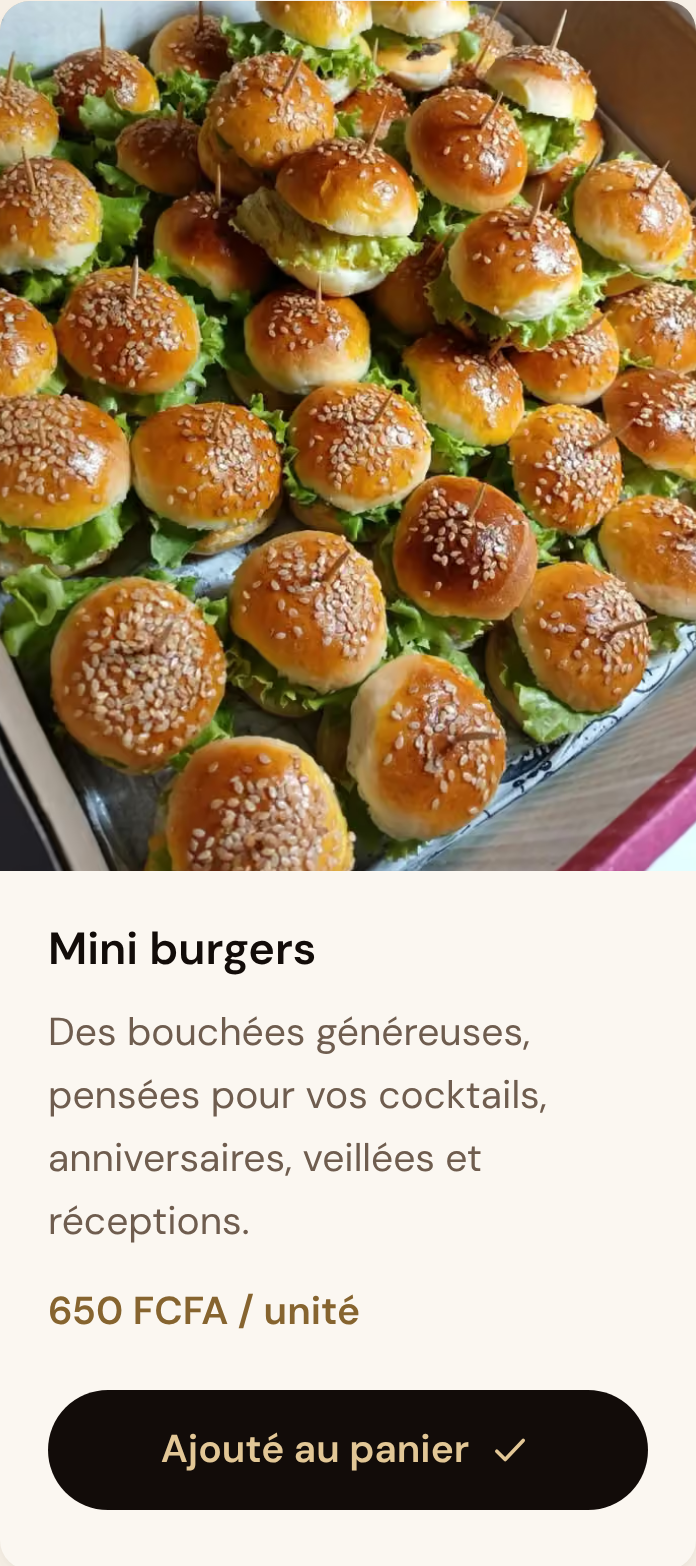 Mini burgers
Des bouchées généreuses,
pensées pour vos cocktails,
anniversaires, veillées et
réceptions.
650 FCFA / unité
Ajouté au panier ✓